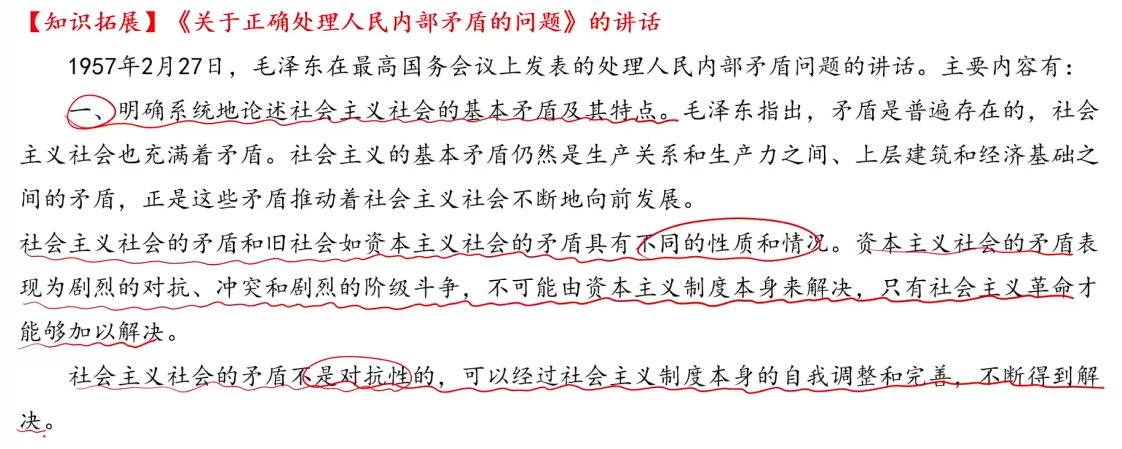 【知识拓展】《关于正确处理人民内部矛盾的问题》的讲话
1957年2月27日，毛泽东在最高国务会议上发表的处理人民内部矛盾问题的讲话。主要内容有：
一、明确系统地论述社会主义社会的基本矛盾及其特点。毛泽东指出，矛盾是普遍存在的，社会
主义社会也充满着矛盾。社会主义的基本矛盾仍然是生产关系和生产力之间、上层建筑和经济基础之
间的矛盾，正是这些矛盾推动着社会主义社会不断地向前发展。
社会主义社会的矛盾和旧社会如资本主义社会的矛盾具有不同的性质和情况。资本主义社会的矛盾表
现为剧烈的对抗、冲突和剧烈的阶级斗争，不可能由资本主义制度本身来解决，只有社会主义革命才
能够加以解决。
社会主义社会的矛盾不是对抗性的，可以经过社会主义制度本身的自我调整和完善，不断得到解
决。